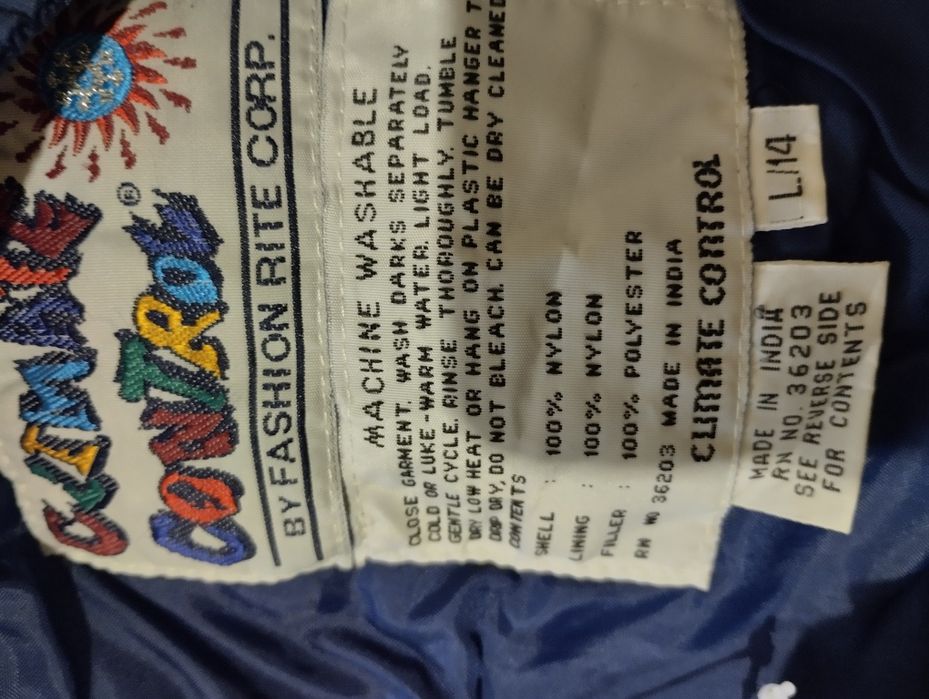 CLIMATE
CONTROL ®
BY FASHION RITE CORP.
MACHINE WASHABLE
CLOSE GARMENT. WASH DARKS SEPARATELY
COLD OR LUKE-WARM WATER. LIGHT LOAD.
GENTLE CYCLE. RINSE THOROUGHLY. TUMBLE
DRY LOW HEAT OR HANG ON PLASTIC HANGER
DRIP DRY, DO NOT BLEACH. CAN BE DRY CLEANED
CONTENTS
SHELL : 100% NYLON
LINING : 100% NYLON
FILLER : 100% POLYESTER
RN NO 36203 MADE IN INDIA
CLIMATE CONTROL
L/14
MADE IN INDIA
RN NO. 36203
SEE REVERSE SIDE
FOR CONTENTS